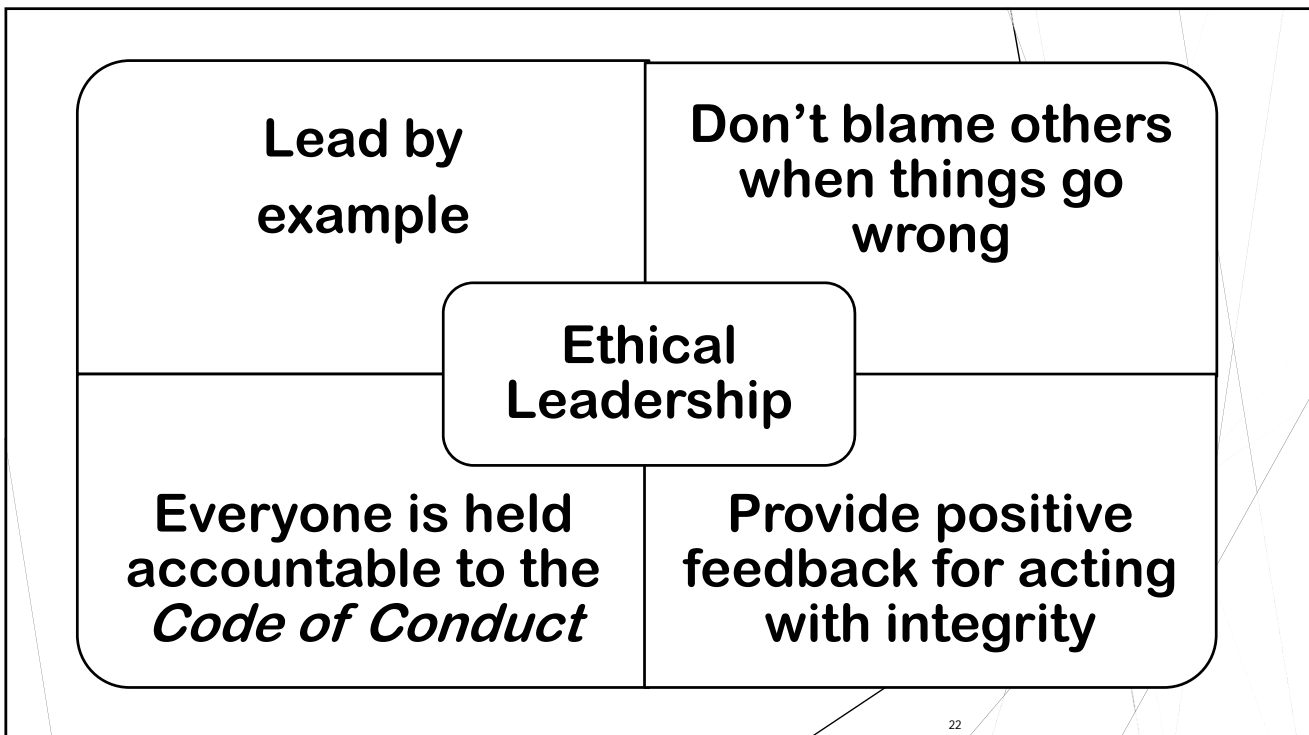 Lead by
example
Don’t blame others
when things go
wrong
Ethical
Leadership
Everyone is held
accountable to the
Code of Conduct
Provide positive
feedback for acting
with integrity
22